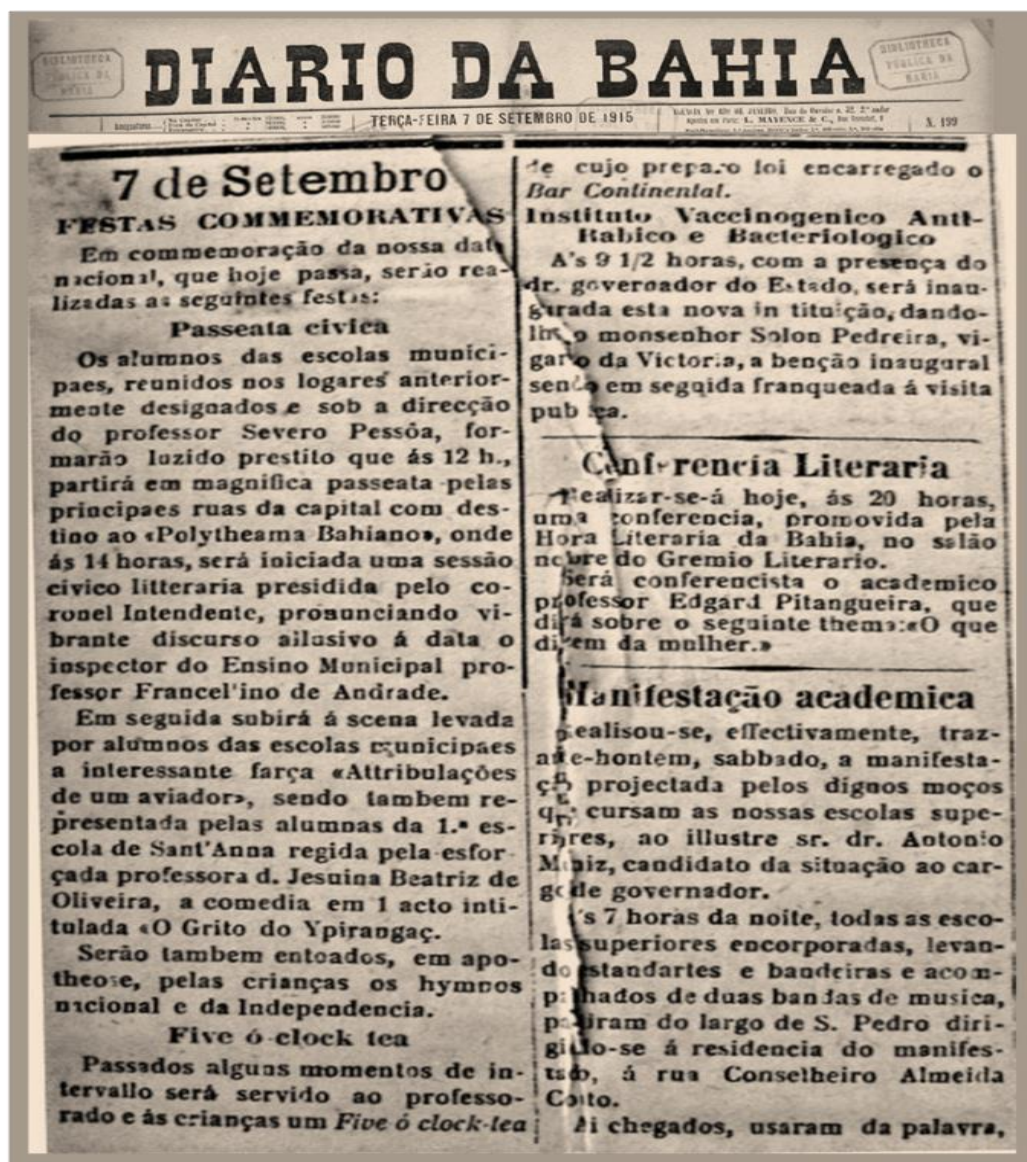 BIBLIOTHECA
PUBLICA DA
BAHIA
DIARIO DA BAHIA
BIBLIOTHECA
PUBLICA DA
BAHIA
TERÇA-FEIRA 7 DE SETEMBRO DE 1915
L. MAYENCE & C.,
N. 199
7 de Setembro
FESTAS COMMEMORATIVAS
Em commemoração da nossa data
nacional, que hoje passa, serão rea-
lizadas as seguintes festas:
Passeata civica
Os alumnos das escolas munici-
paes, reunidos nos logares anterior-
mente designados e sob a direcção
do professor Severo Pessôa, for-
marão luzido prestito que ás 12 h.,
partirá em magnifica passeata pelas
principaes ruas da capital com des-
tino ao «Polytheama Bahiano», onde
ás 14 horas, será iniciada uma sessão
civico litteraria presidida pelo co-
ronel Intendente, pronunciando vi-
brante discurso allusivo á data o
inspector do Ensino Municipal pro-
fessor Francel'ino de Andrade.
Em seguida subirá á scena levada
por alumnos das escolas municipaes
a interessante farça «Attribulações
de um aviador», sendo tambem re-
presentada pelas alumnas da 1.ª es-
cola de Sant'Anna regida pela esfor-
çada professora d. Jesuina Beatriz de
Oliveira, a comedia em 1 acto inti-
tulada «O Grito do Ypirangaç.
Serão tambem entoados, em apo-
theose, pelas crianças os hymnos
nacional e da Independencia.
Five ó clock tea
Passados alguns momentos de in-
tervallo será servido ao professo-
rado e ás crianças um Five ó clock-tea
de cujo preparo foi encarregado o
Bar Continental.
Instituto Vaccinogenico Anti-
Rabico e Bacteriologico
A's 9 1/2 horas, com a presença do
dr. governador do Estado, será inau-
gurada esta nova in tituição, dando-
lhe o monsenhor Solon Pedreira, vi-
gario da Victoria, a benção inaugural
sendo em seguida franqueada á visita
publica.
Conferencia Literaria
Realizar-se-á hoje, ás 20 horas,
uma conferencia, promovida pela
Hora Literaria da Bahia, no salão
nobre do Gremio Literario.
Será conferencista o academico
professor Edgard Pitangueira, que
dirá sobre o seguinte thema:«O que
dizem da mulher.»
Manifestação academica
Realisou-se, effectivamente, traz-
ante-hontem, sabbado, a manifesta-
ção projectada pelos dignos moços
que cursam as nossas escolas supe-
riores, ao illustre sr. dr. Antonio
Moniz, candidato da situação ao car-
go de governador.
A's 7 horas da noite, todas as esco-
las superiores encorporadas, levan-
do estandartes e bandeiras e acom-
panhados de duas bandas de musica,
partiram do largo de S. Pedro diri-
gindo-se á residencia do manifes-
tado, á rua Conselheiro Almeida
Couto.
Ai chegados, usaram da palavra,